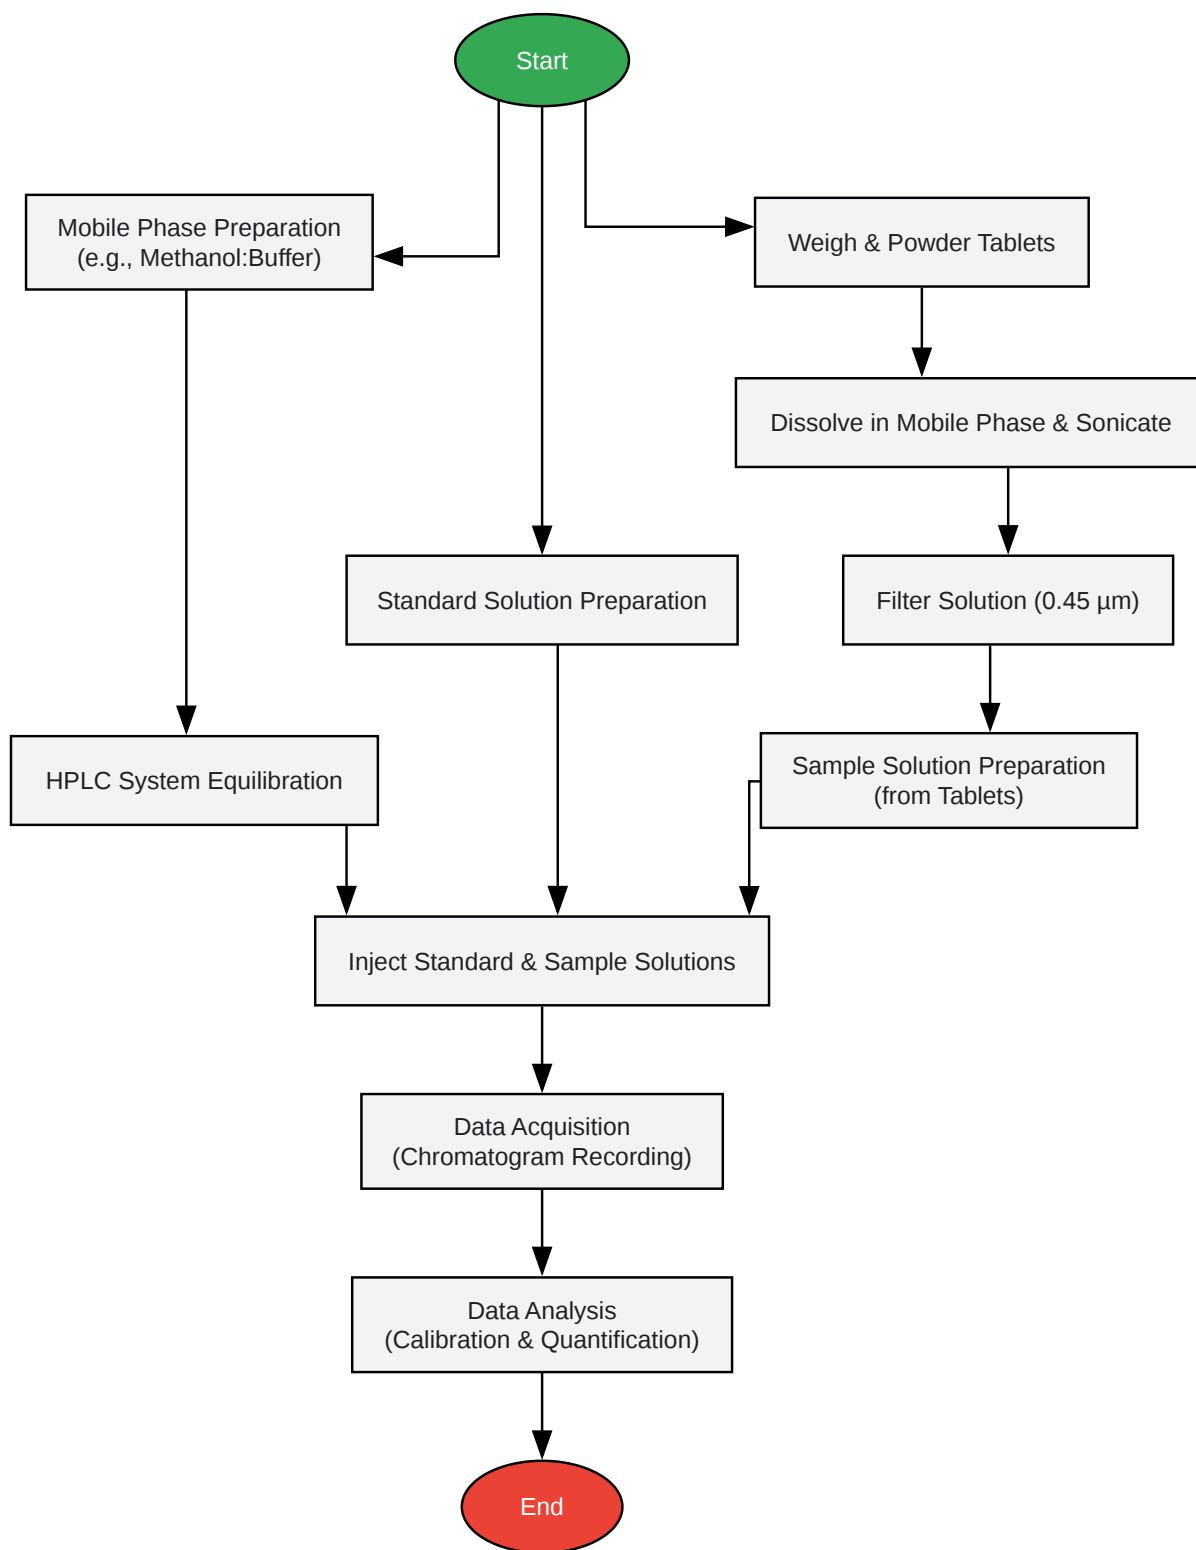 Start
Mobile Phase Preparation
(e.g., Methanol:Buffer)
Weigh & Powder Tablets
Dissolve in Mobile Phase & Sonicate
Standard Solution Preparation
Filter Solution (0.45 µm)
HPLC System Equilibration
Sample Solution Preparation
(from Tablets)
Inject Standard & Sample Solutions
Data Acquisition
(Chromatogram Recording)
Data Analysis
(Calibration & Quantification)
End